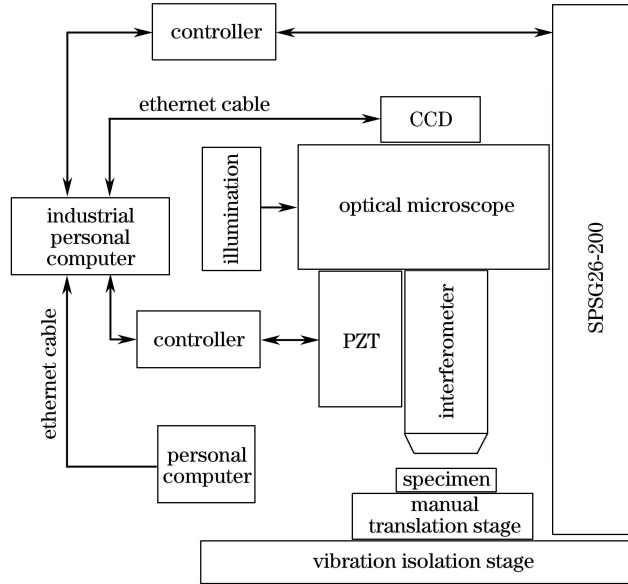 controller
ethernet cable
CCD
illumination
optical microscope
industrial
personal
computer
SPSG26-200
ethernet cable
controller
PZT
interferometer
personal
computer
specimen
manual
translation stage
vibration isolation stage